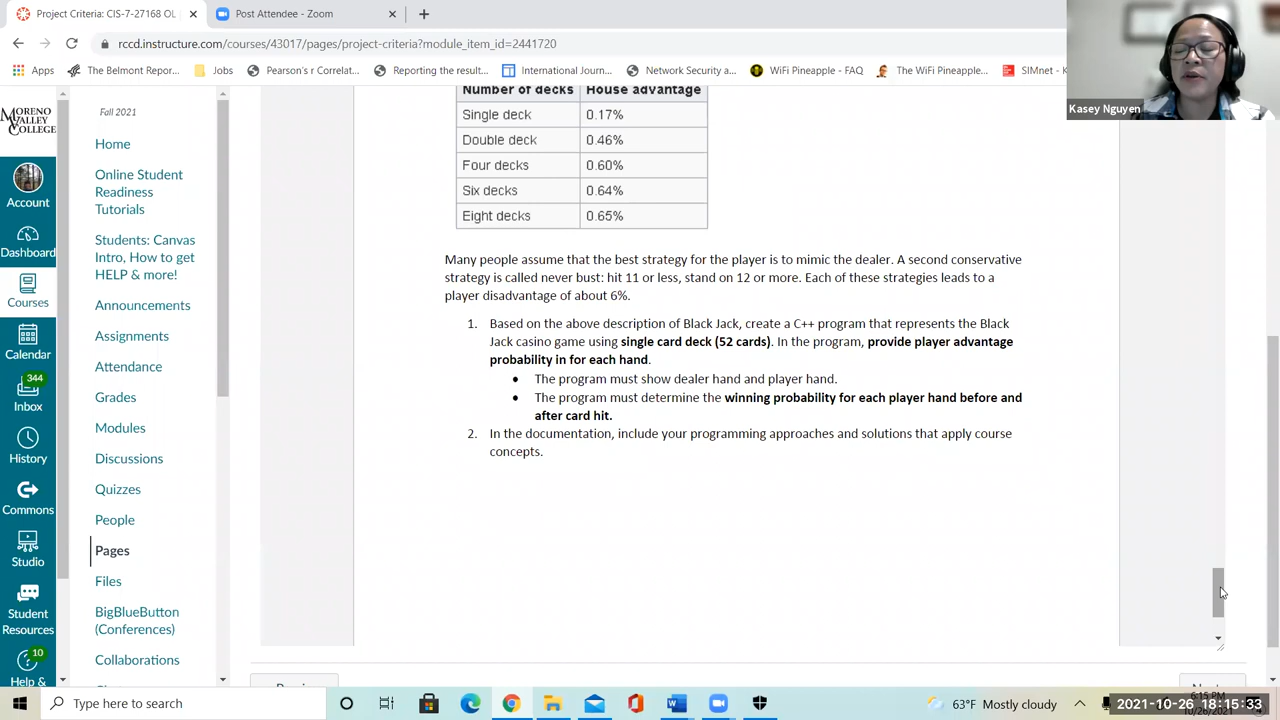 Project Criteria: CIS-7-27168 OL
Post Attendee - Zoom
rccd.instructure.com/courses/43017/pages/project-criteria?module_item_id=2441720
Apps
The Belmont Repor...
Jobs
Pearson's r Correlat...
Reporting the result...
International Journ...
Network Security a...
WiFi Pineapple - FAQ
The WiFi Pineapple...
SIMnet - K
Kasey Nguyen
MORENO
VALLEY
COLLEGE
Account
Dashboard
Courses
Calendar
344
Inbox
History
Commons
Studio
Student
Resources
10
Help &
Fall 2021
Home
Online Student
Readiness
Tutorials
Students: Canvas
Intro, How to get
HELP & more!
Announcements
Assignments
Attendance
Grades
Modules
Discussions
Quizzes
People
Pages
Files
BigBlueButton
(Conferences)
Collaborations
Number of decks House advantage
Single deck 0.17%
Double deck 0.46%
Four decks 0.60%
Six decks 0.64%
Eight decks 0.65%
Many people assume that the best strategy for the player is to mimic the dealer. A second conservative
strategy is called never bust: hit 11 or less, stand on 12 or more. Each of these strategies leads to a
player disadvantage of about 6%.
1. Based on the above description of Black Jack, create a C++ program that represents the Black
Jack casino game using single card deck (52 cards). In the program, provide player advantage
probability in for each hand.
• The program must show dealer hand and player hand.
• The program must determine the winning probability for each player hand before and
after card hit.
2. In the documentation, include your programming approaches and solutions that apply course
concepts.
Type here to search
63°F Mostly cloudy
6:15 PM
2021-10-26 18:15:33